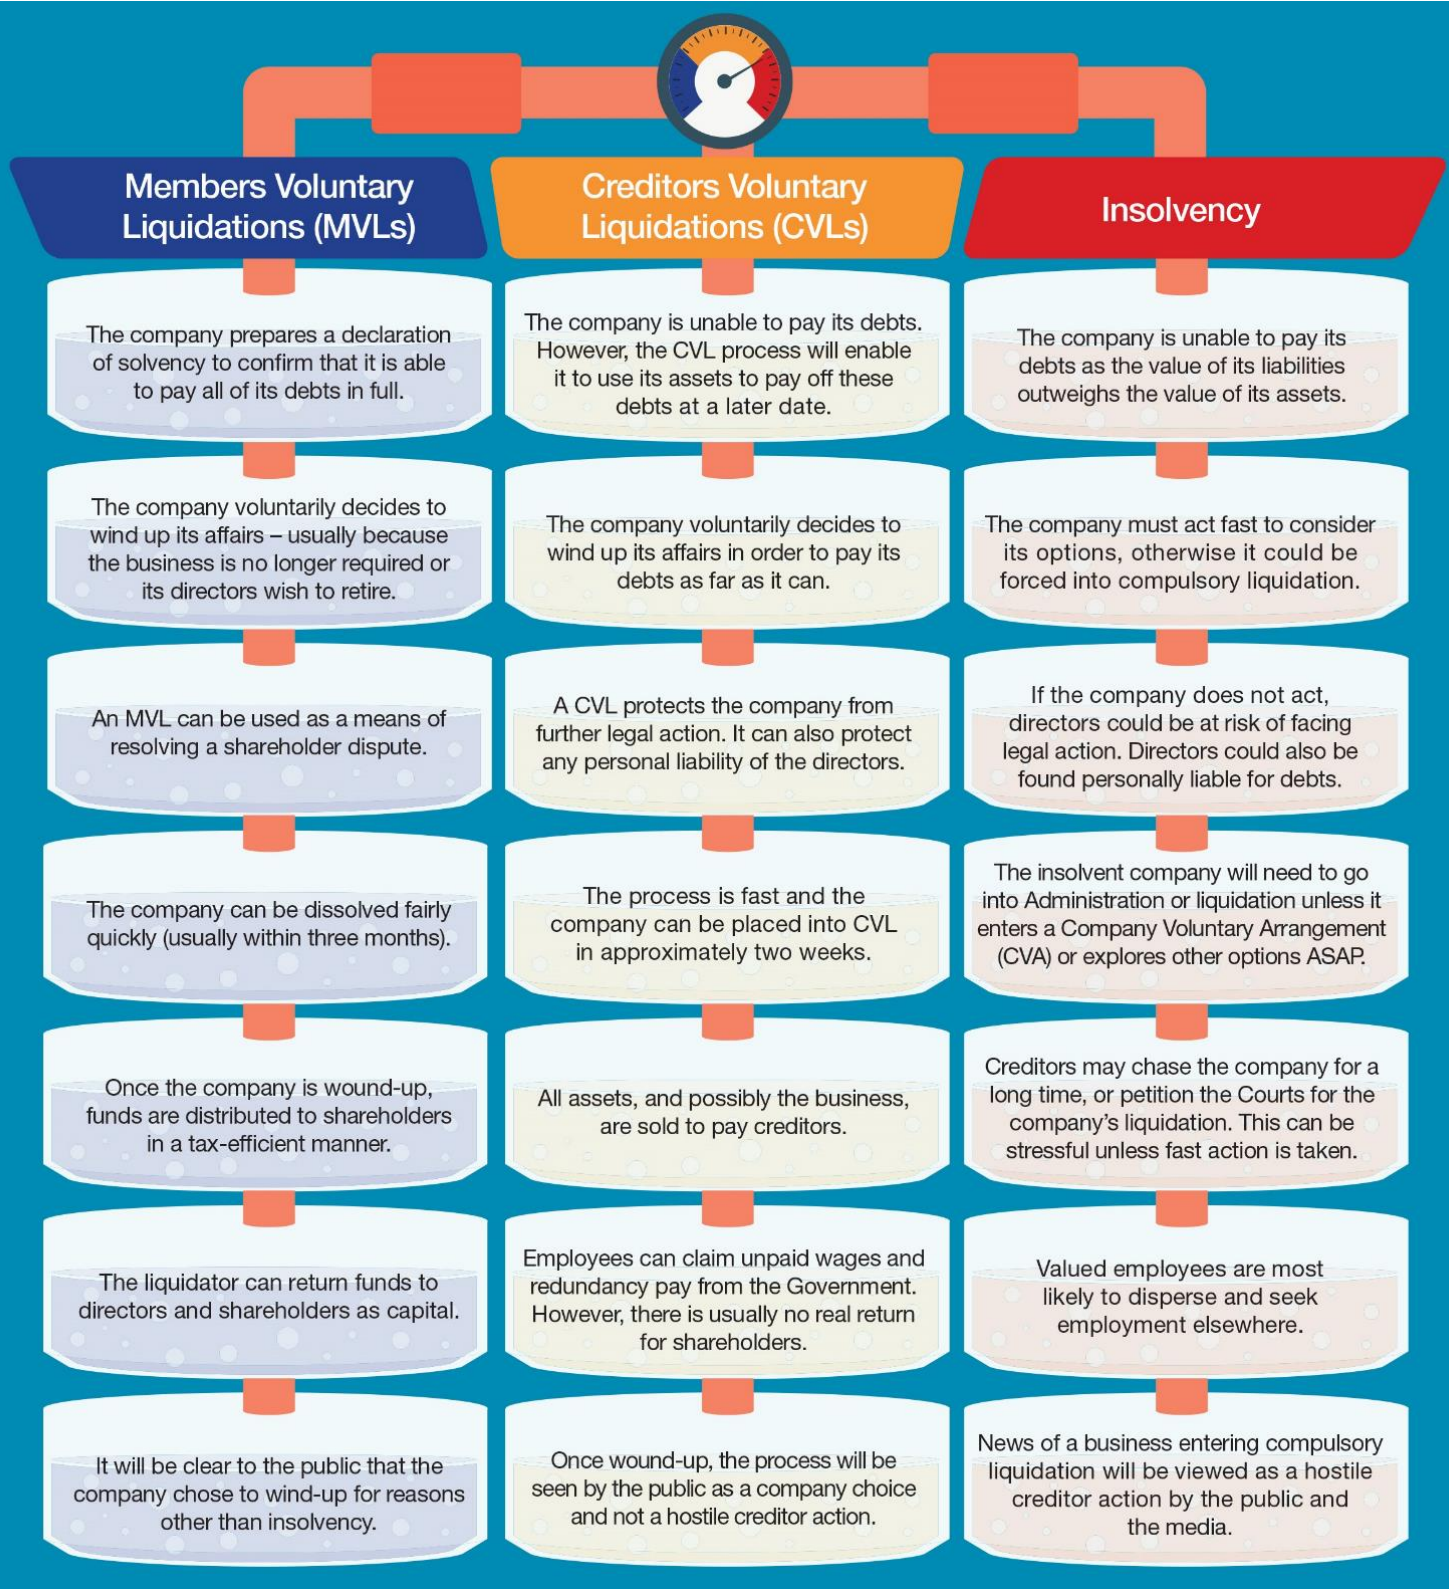 Members Voluntary
Liquidations (MVLs)
The company prepares a declaration
of solvency to confirm that it is able
to pay all of its debts in full.
The company voluntarily decides to
wind up its affairs – usually because
the business is no longer required or
its directors wish to retire.
An MVL can be used as a means of
resolving a shareholder dispute.
The company can be dissolved fairly
quickly (usually within three months).
Once the company is wound-up,
funds are distributed to shareholders
in a tax-efficient manner.
The liquidator can return funds to
directors and shareholders as capital.
It will be clear to the public that the
company chose to wind-up for reasons
other than insolvency.
Creditors Voluntary
Liquidations (CVLs)
The company is unable to pay its debts.
However, the CVL process will enable
it to use its assets to pay off these
debts at a later date.
The company voluntarily decides to
wind up its affairs in order to pay its
debts as far as it can.
A CVL protects the company from
further legal action. It can also protect
any personal liability of the directors.
The process is fast and the
company can be placed into CVL
in approximately two weeks.
All assets, and possibly the business,
are sold to pay creditors.
Employees can claim unpaid wages and
redundancy pay from the Government.
However, there is usually no real return
for shareholders.
Once wound-up, the process will be
seen by the public as a company choice
and not a hostile creditor action.
Insolvency
The company is unable to pay its
debts as the value of its liabilities
outweighs the value of its assets.
The company must act fast to consider
its options, otherwise it could be
forced into compulsory liquidation.
If the company does not act,
directors could be at risk of facing
legal action. Directors could also be
found personally liable for debts.
The insolvent company will need to go
into Administration or liquidation unless it
enters a Company Voluntary Arrangement
(CVA) or explores other options ASAP.
Creditors may chase the company for a
long time, or petition the Courts for the
company's liquidation. This can be
stressful unless fast action is taken.
Valued employees are most
likely to disperse and seek
employment elsewhere.
News of a business entering compulsory
liquidation will be viewed as a hostile
creditor action by the public and
the media.